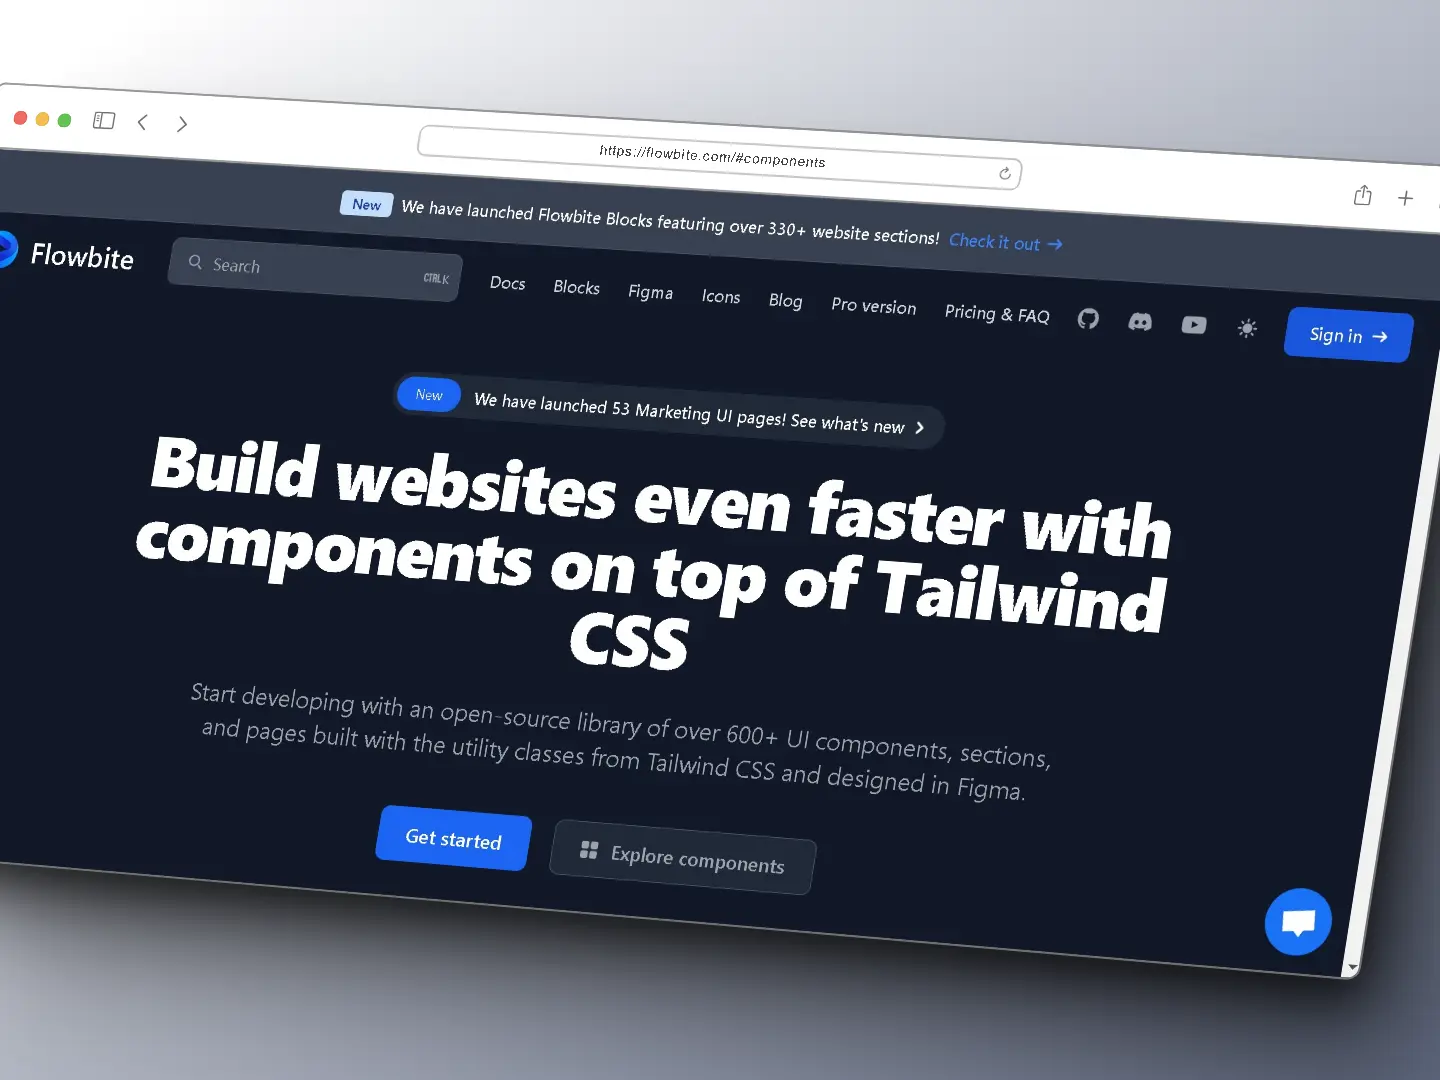 https://flowbite.com/#components
New We have launched Flowbite Blocks featuring over 330+ website sections! Check it out →
Flowbite Search CTRL K Docs Blocks Figma Icons Blog Pro version Pricing & FAQ Sign in →
New We have launched 53 Marketing UI pages! See what's new
Build websites even faster with
components on top of Tailwind
CSS
Start developing with an open-source library of over 600+ UI components, sections,
and pages built with the utility classes from Tailwind CSS and designed in Figma.
Get started Explore components